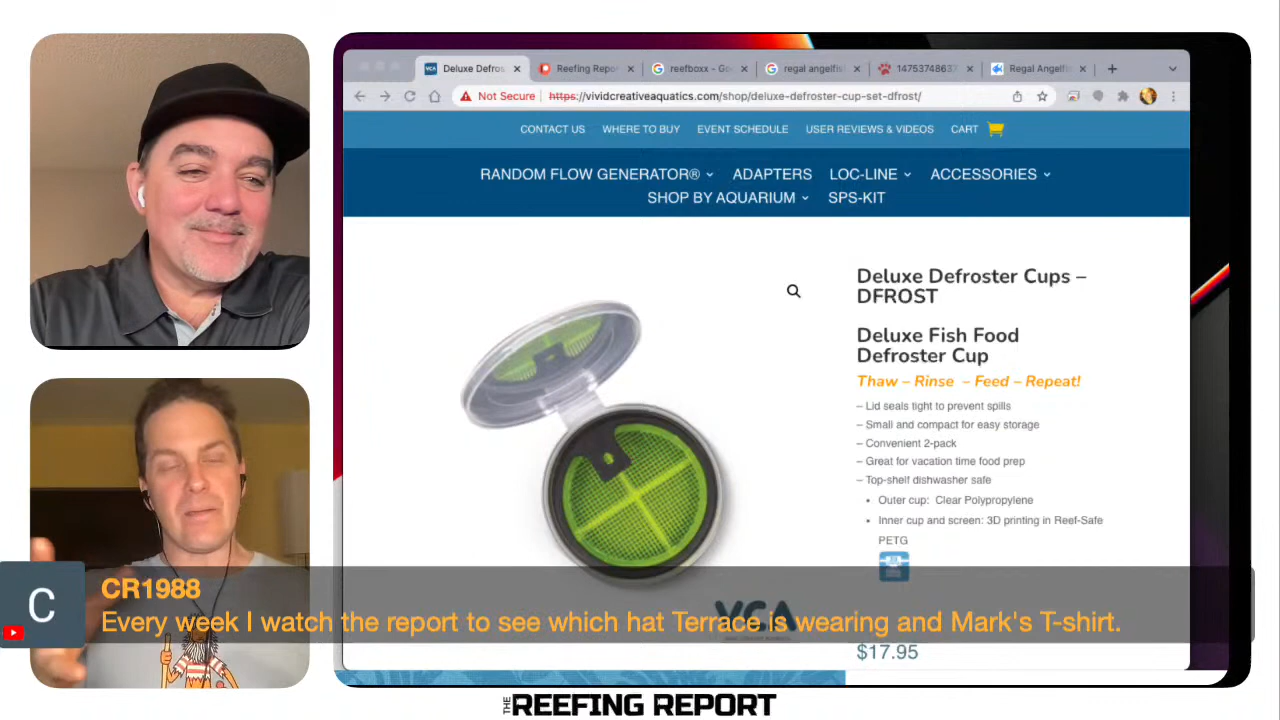 Deluxe Defros
Reefing Repo
reefboxx - Go
regal angelfis
1475374863
Regal Angelf
Not Secure
https://vividcreativeaquatics.com/shop/deluxe-defroster-cup-set-dfrost/
CONTACT US WHERE TO BUY EVENT SCHEDULE USER REVIEWS & VIDEOS CART
RANDOM FLOW GENERATOR® ADAPTERS LOC-LINE ACCESSORIES
SHOP BY AQUARIUM SPS-KIT
Deluxe Defroster Cups –
DFROST
Deluxe Fish Food
Defroster Cup
Thaw – Rinse – Feed – Repeat!
– Lid seals tight to prevent spills
– Small and compact for easy storage
– Convenient 2-pack
– Great for vacation time food prep
– Top-shelf dishwasher safe
• Outer cup: Clear Polypropylene
• Inner cup and screen: 3D printing in Reef-Safe
PETG
VCA
$17.95
C
CR1988
Every week I watch the report to see which hat Terrace is wearing and Mark's T-shirt.
THE REEFING REPORT